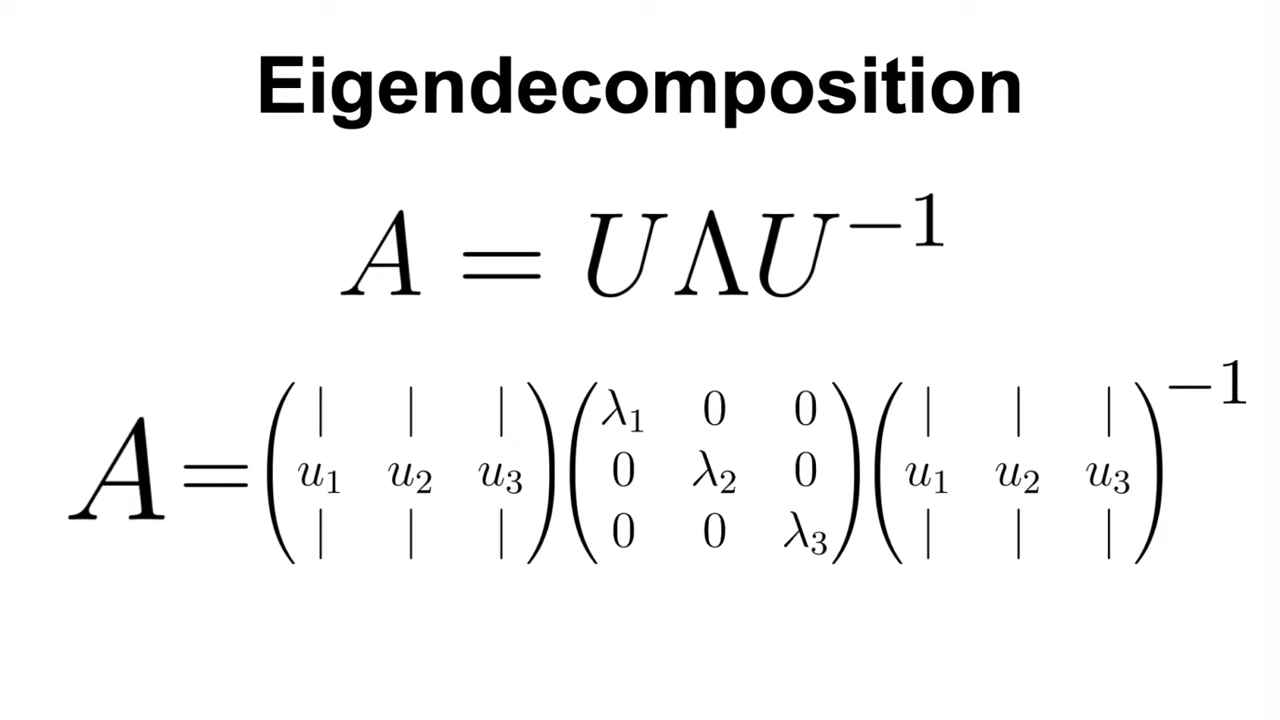 Eigendecomposition
A = UΛU⁻¹
A = ( | | | ) ( λ₁ 0 0 ) ( | | | )⁻¹
( u₁ u₂ u₃ ) ( 0 λ₂ 0 ) ( u₁ u₂ u₃ )
( | | | ) ( 0 0 λ₃ ) ( | | | )